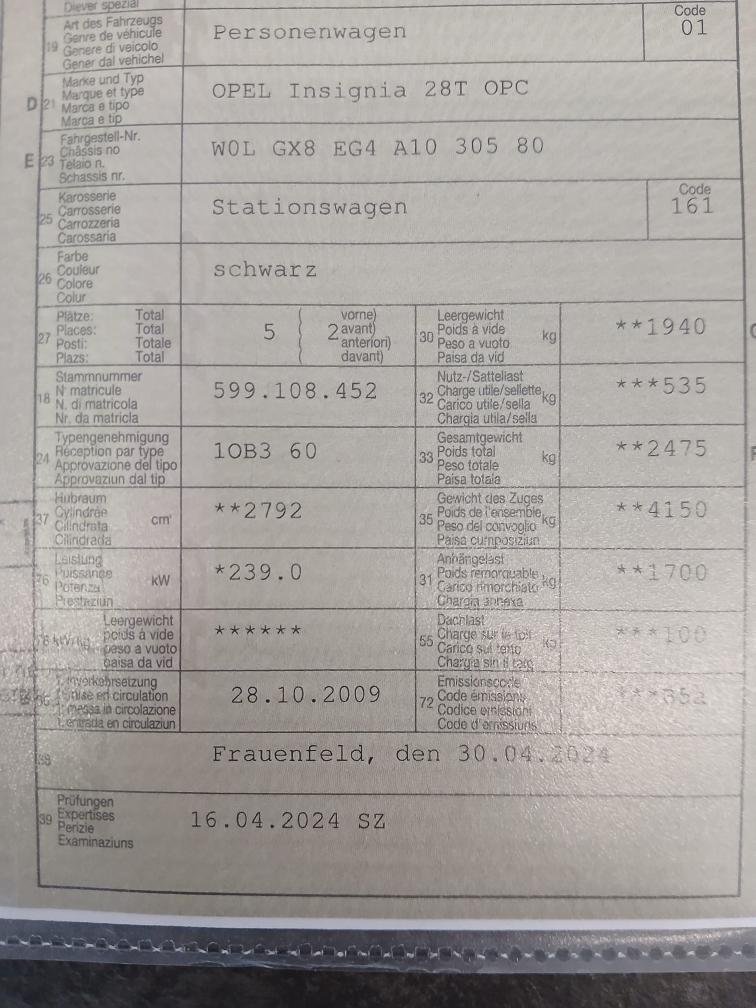 Diever spezial
Art des Fahrzeugs
19 Genre de véhicule
Genere di veicolo
Gener dal vehichel
Personenwagen
Code
01
Marke und Typ
D 21 Marque et type
Marca e tipo
Marca e tip
OPEL Insignia 28T OPC
Fahrgestell-Nr.
E 23 Châssis no
Telaio n.
Schassis nr.
W0L GX8 EG4 A10 305 80
Karosserie
25 Carrosserie
Carrozzeria
Carossaria
Stationswagen
Code
161
Farbe
26 Couleur
Colore
Colur
schwarz
Plätze: Total
27 Places: Total
Posti: Totale
Plazs: Total
5 ( 2 vorne)
avant)
anteriori)
davant)
Leergewicht
30 Poids à vide kg
Peso a vuoto
Paisa da vid
**1940
Stammnummer
18 N° matricule
N. di matricola
Nr. da matricla
599.108.452
Nutz-/Sattellast
32 Charge utile/sellette kg
Carico utile/sella
Chargia utila/sella
***535
Typengenehmigung
24 Réception par type
Approvazione del tipo
Approvaziun dal tip
1OB3 60
Gesamtgewicht
33 Poids total kg
Peso totale
Paisa totala
**2475
Hubraum
37 Cylindrée cm³
Cilindrata
Cilindrada
**2792
Gewicht des Zuges
35 Poids de l'ensemble kg
Peso del convoglio
Paisa cumposiziun
**4150
Leistung
76 Puissance kW
Potenza
Prestaziun
*239.0
Anhängelast
31 Poids remorquable kg
Carico rimorchiato
Chargia annexa
**1700
Leergewicht
poids à vide
peso a vuoto
paisa da vid
******
Dachlast
55 Charge sur le toit kg
Carico sul tetto
Chargia sin il tetg
***100
1. Inverkehrsetzung
36 1. mise en circulation
1. messa in circolazione
1. entrada en circulaziun
28.10.2009
Emissionscode
72 Code émissions
Codice emissioni
Code d'emissiuns
38
Frauenfeld, den 30.04.2024
Prüfungen
39 Expertises
Perizie
Examinaziuns
16.04.2024 SZ